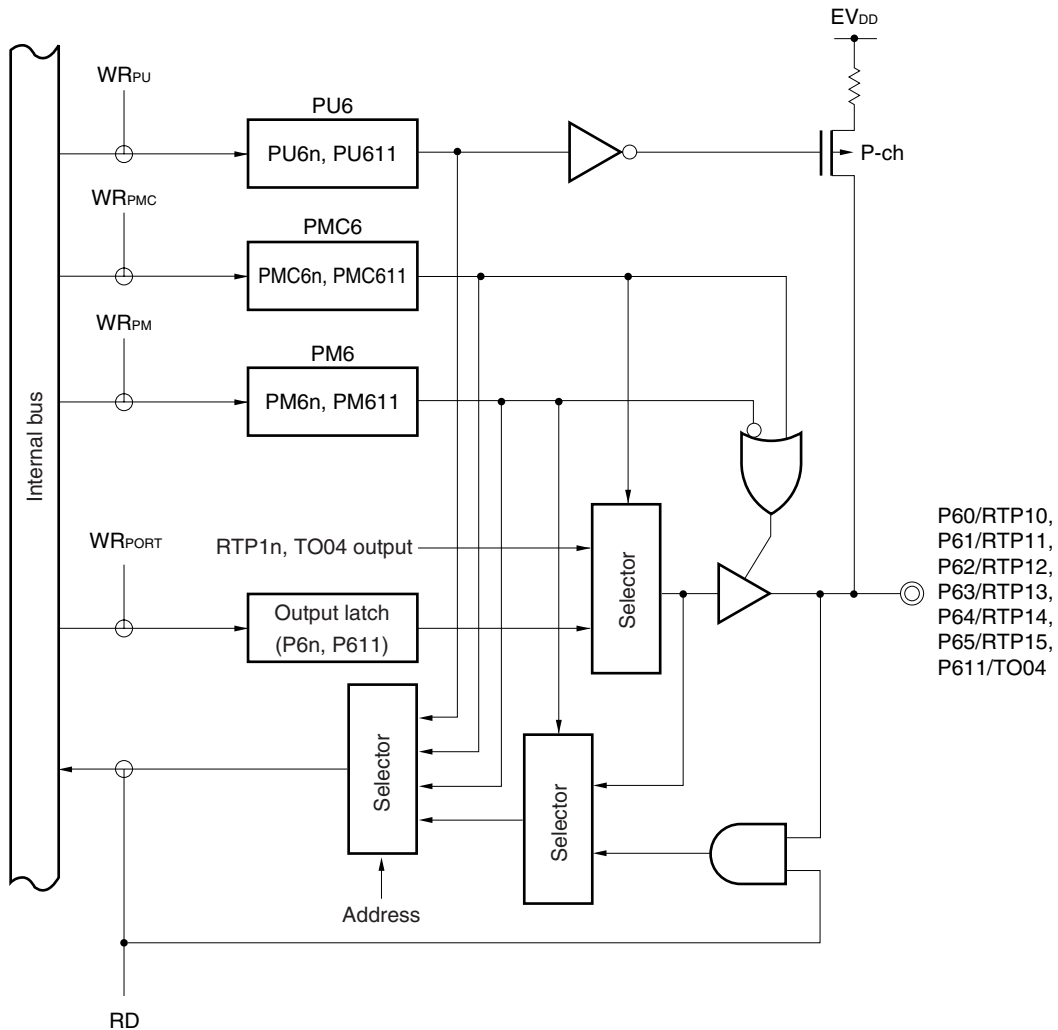 EVDD
WRPU
PU6
PU6n, PU611
P-ch
WRPMC
PMC6
PMC6n, PMC611
WRPM
PM6
PM6n, PM611
Internal bus
WRPORT
RTP1n, TO04 output
Output latch
(P6n, P611)
Selector
P60/RTP10,
P61/RTP11,
P62/RTP12,
P63/RTP13,
P64/RTP14,
P65/RTP15,
P611/TO04
Selector
Selector
Address
RD